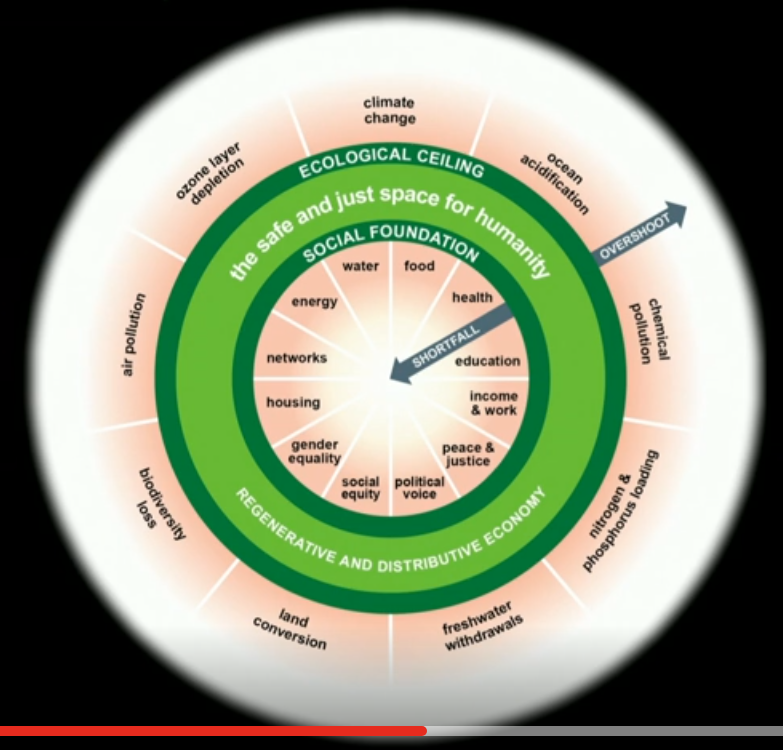 climate
change
ozone layer
depletion
ocean
acidification
ECOLOGICAL CEILING
the safe and just space for humanity
SOCIAL FOUNDATION
OVERSHOOT
water
food
energy
health
SHORTFALL
air pollution
chemical
pollution
networks
education
housing
income
& work
gender
equality
peace &
justice
social
equity
political
voice
biodiversity
loss
nitrogen &
phosphorus loading
REGENERATIVE AND DISTRIBUTIVE ECONOMY
land
conversion
freshwater
withdrawals